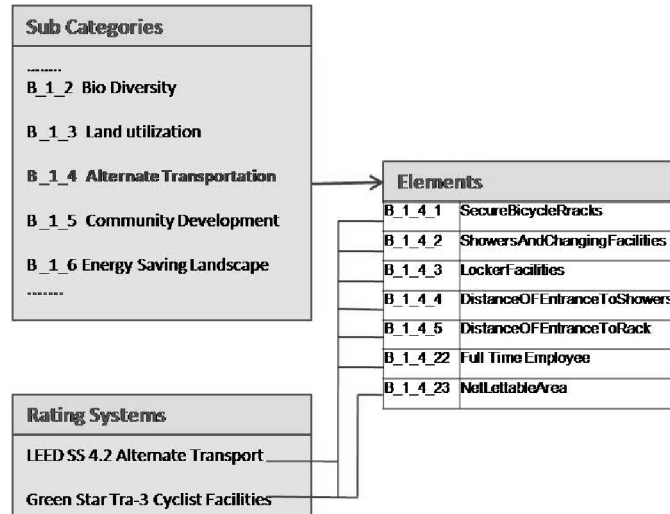 Sub Categories
........
B_1_2 Bio Diversity
B_1_3 Land utilization
B_1_4 Alternate Transportation
B_1_5 Community Development
B_1_6 Energy Saving Landscape
.......
Elements
B_1_4_1 SecureBicycleRracks
B_1_4_2 ShowersAndChangingFacilities
B_1_4_3 LockerFacilities
B_1_4_4 DistanceOFEntranceToShowers
B_1_4_5 DistanceOFEntranceToRack
B_1_4_22 Full Time Employee
B_1_4_23 NetLettableArea
Rating Systems
LEED SS 4.2 Alternate Transport
Green Star Tra-3 Cyclist Facilities